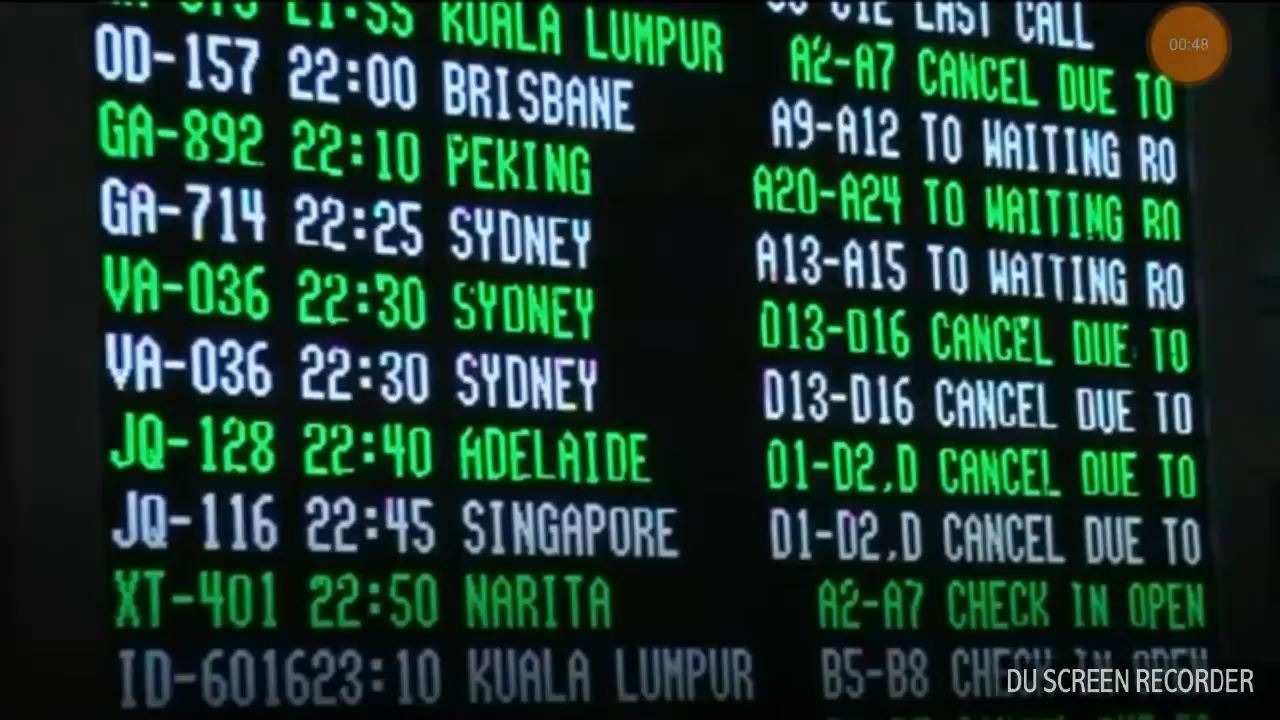 LAST CALL
21:55 KUALA LUMPUR A2-A7 CANCEL DUE TO
OD-157 22:00 BRISBANE A9-A12 TO WAITING RO
GA-892 22:10 PEKING A20-A24 TO WAITING RO
GA-714 22:25 SYDNEY A13-A15 TO WAITING RO
VA-036 22:30 SYDNEY D13-D16 CANCEL DUE TO
VA-036 22:30 SYDNEY D13-D16 CANCEL DUE TO
JQ-128 22:40 ADELAIDE D1-D2,D CANCEL DUE TO
JQ-116 22:45 SINGAPORE D1-D2,D CANCEL DUE TO
XT-401 22:50 NARITA A2-A7 CHECK IN OPEN
ID-601623:10 KUALA LUMPUR B5-B8 CHECK IN OPEN
00:48
DU SCREEN RECORDER